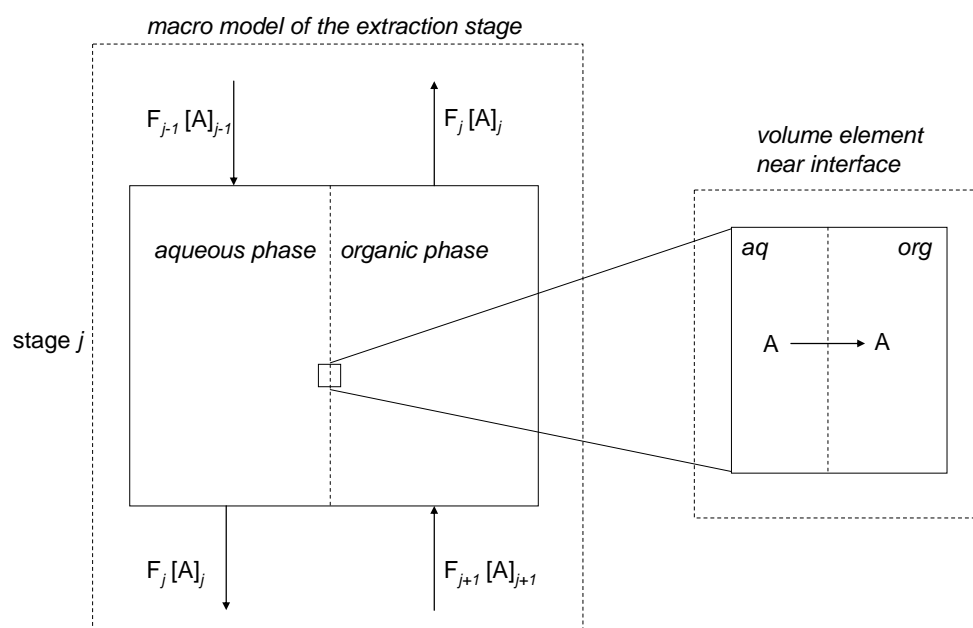 macro model of the extraction stage
F_{j-1} [A]_{j-1}
F_j [A]_j
volume element
near interface
aqueous phase
organic phase
aq
org
stage j
A
A
F_j [A]_j
F_{j+1} [A]_{j+1}